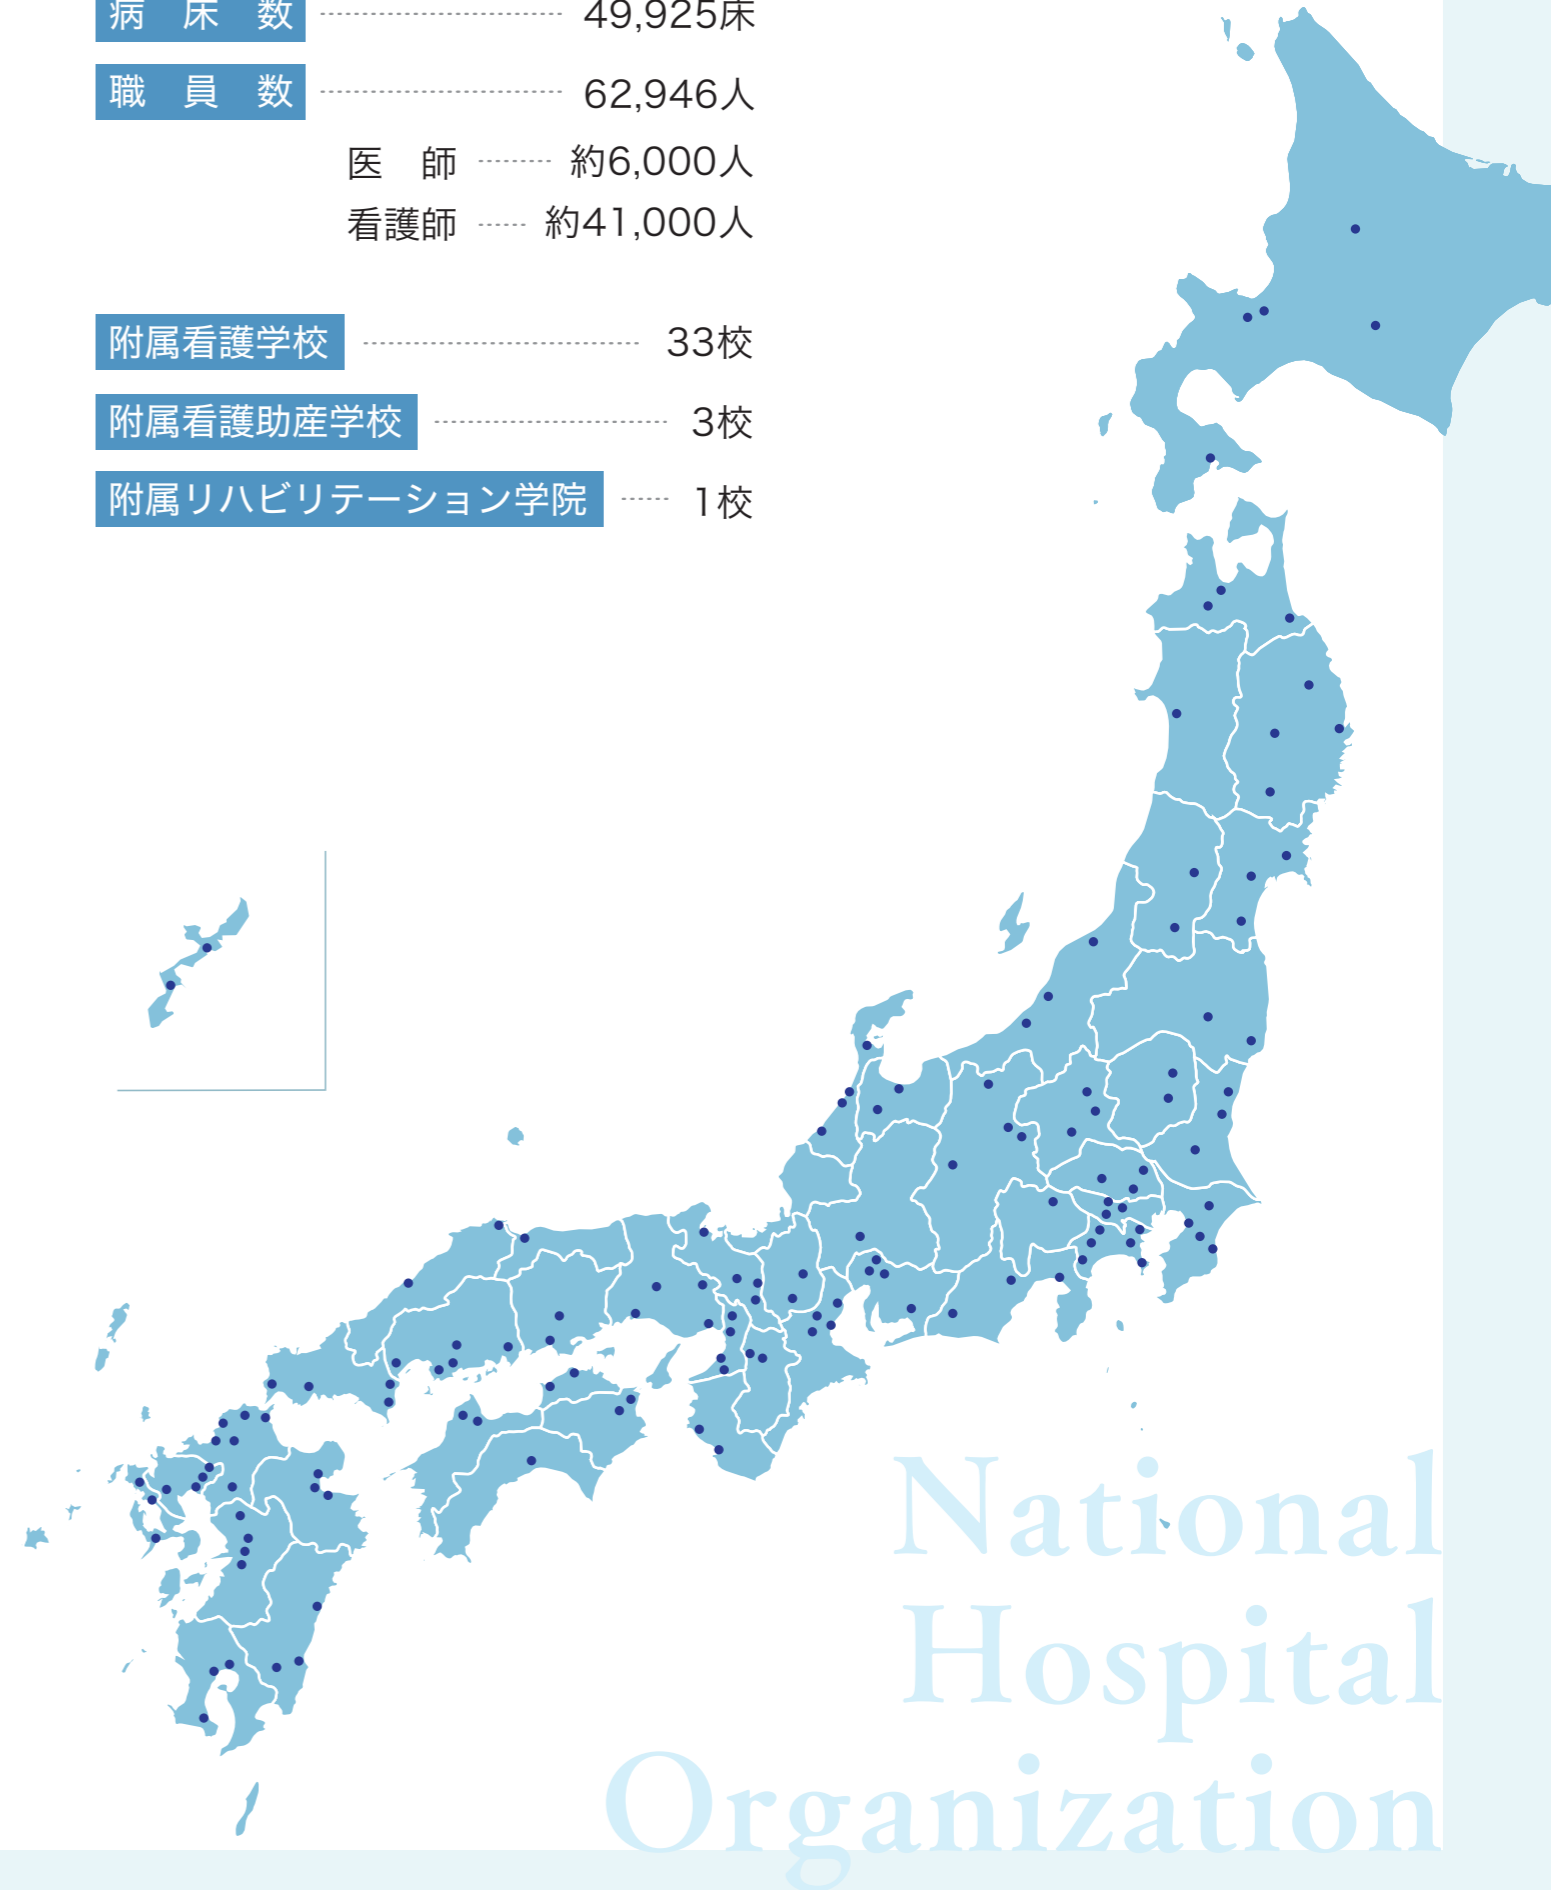 病　床　数 49,925床
職　員　数 62,946人
医　師 約6,000人
看護師 約41,000人
附属看護学校 33校
附属看護助産学校 3校
附属リハビリテーション学院 1校
National
Hospital
Organization